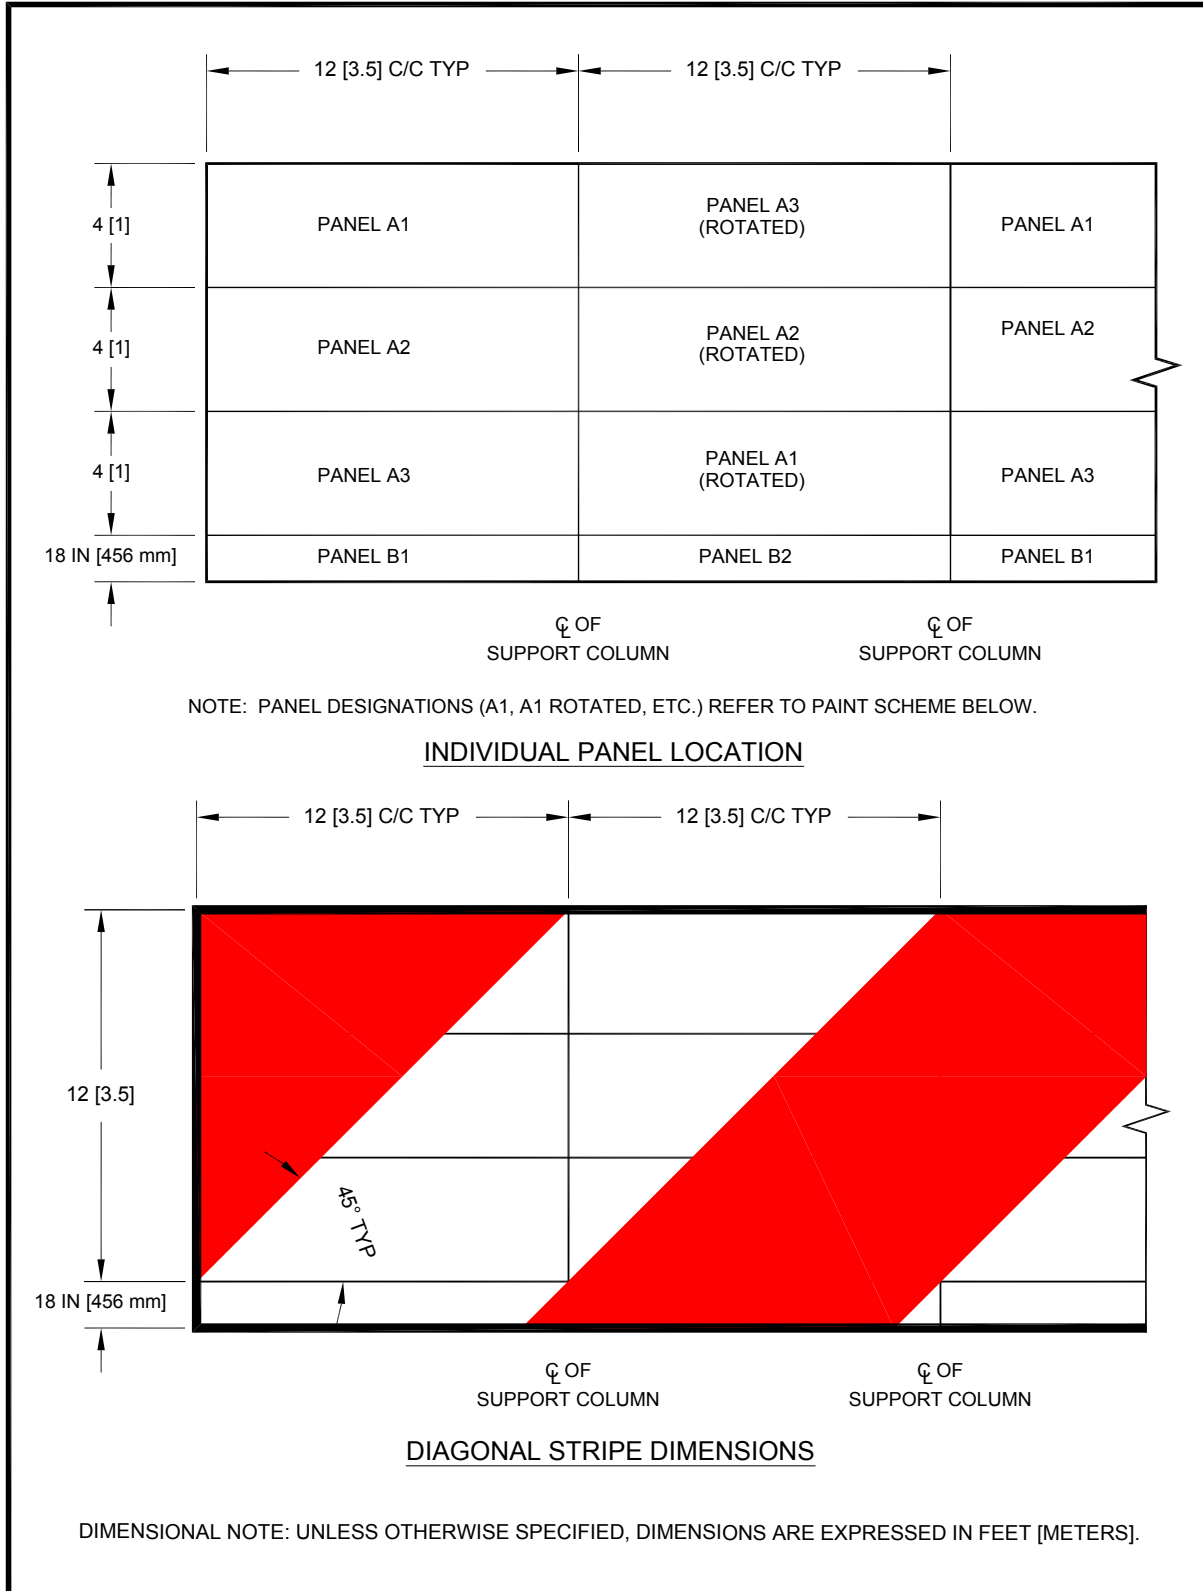 12 [3.5] C/C TYP 12 [3.5] C/C TYP
4 [1]
PANEL A1
PANEL A3
(ROTATED)
PANEL A1
4 [1]
PANEL A2
PANEL A2
(ROTATED)
PANEL A2
4 [1]
PANEL A3
PANEL A1
(ROTATED)
PANEL A3
18 IN [456 mm]
PANEL B1
PANEL B2
PANEL B1
℄ OF
SUPPORT COLUMN
℄ OF
SUPPORT COLUMN
NOTE: PANEL DESIGNATIONS (A1, A1 ROTATED, ETC.) REFER TO PAINT SCHEME BELOW.
INDIVIDUAL PANEL LOCATION
12 [3.5] C/C TYP 12 [3.5] C/C TYP
12 [3.5]
45° TYP
18 IN [456 mm]
℄ OF
SUPPORT COLUMN
℄ OF
SUPPORT COLUMN
DIAGONAL STRIPE DIMENSIONS
DIMENSIONAL NOTE: UNLESS OTHERWISE SPECIFIED, DIMENSIONS ARE EXPRESSED IN FEET [METERS].